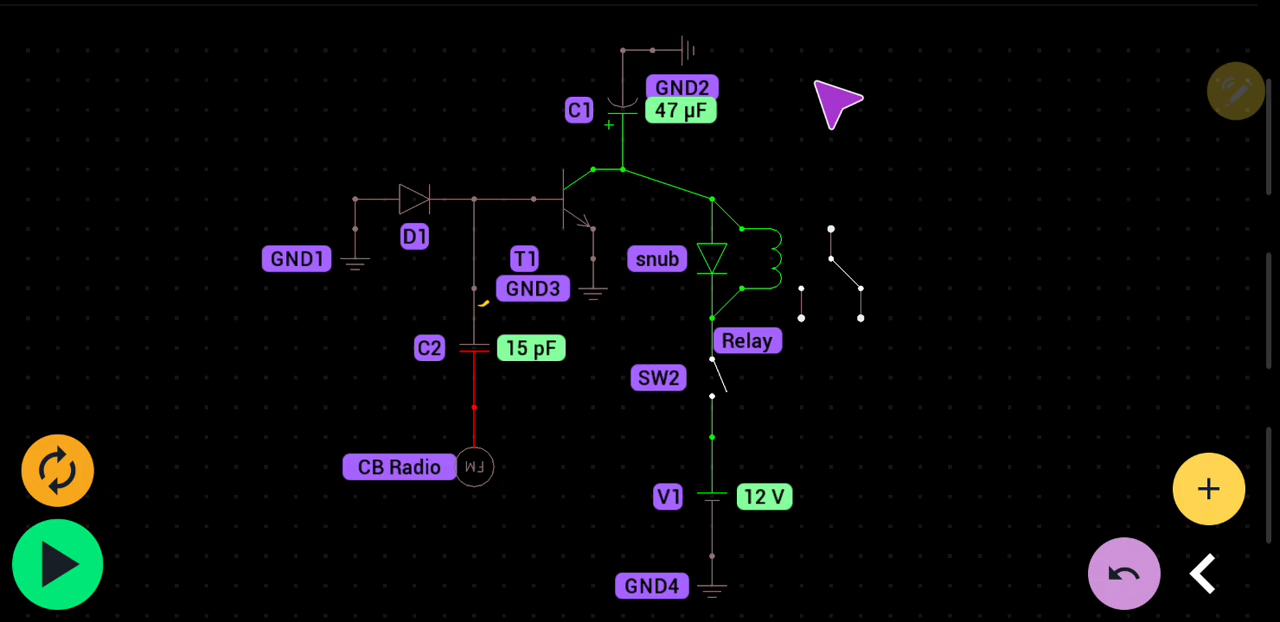 GND2
C1
47 μF
+
D1
GND1
T1
snub
GND3
Relay
C2
15 pF
SW2
CB Radio
FM
V1
12 V
GND4